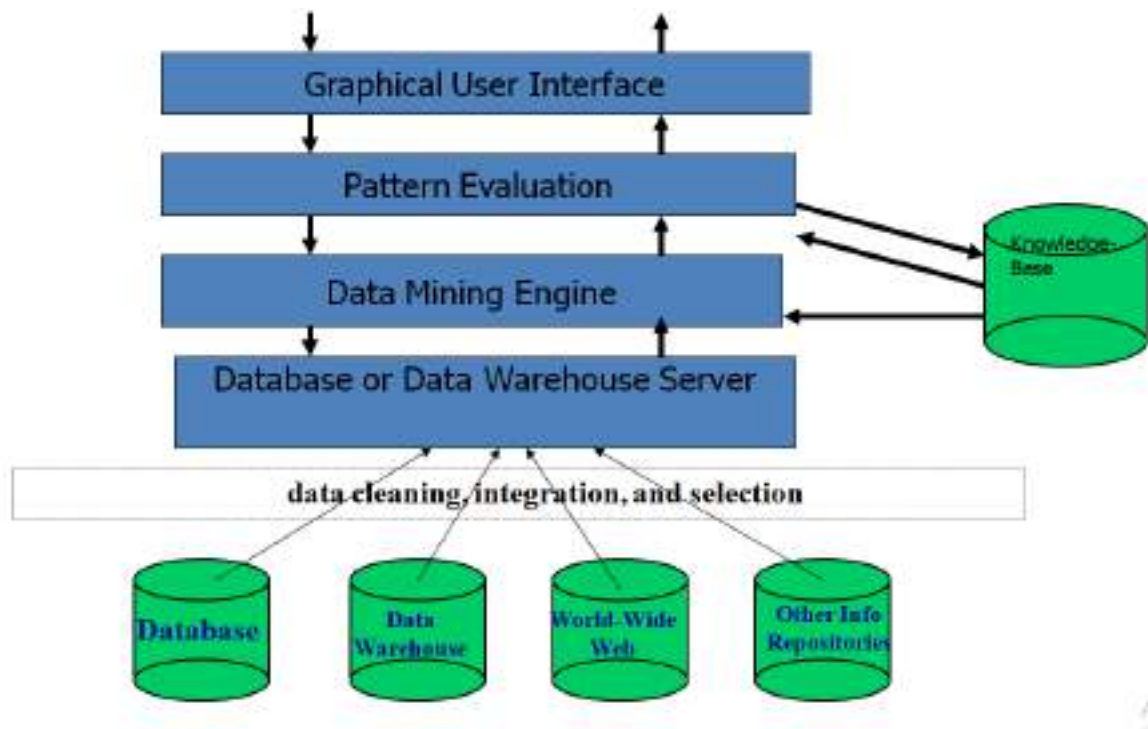 Graphical User Interface
Pattern Evaluation
Knowledge-
Base
Data Mining Engine
Database or Data Warehouse Server
data cleaning, integration, and selection
Database
Data
Warehouse
World-Wide
Web
Other Info
Repositories